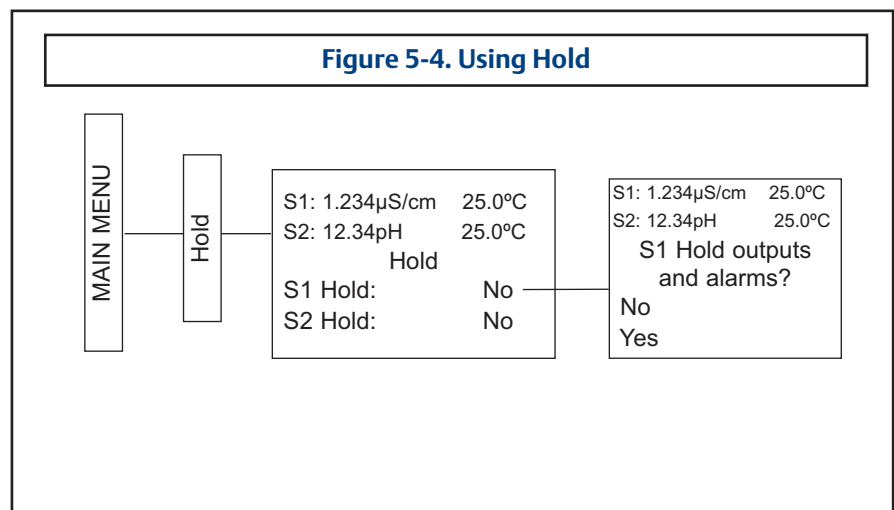 Figure 5-4. Using Hold
MAIN MENU
Hold
S1: 1.234µS/cm 25.0ºC
S2: 12.34pH 25.0ºC
Hold
S1 Hold: No
S2 Hold: No
S1: 1.234µS/cm 25.0ºC
S2: 12.34pH 25.0ºC
S1 Hold outputs
and alarms?
No
Yes